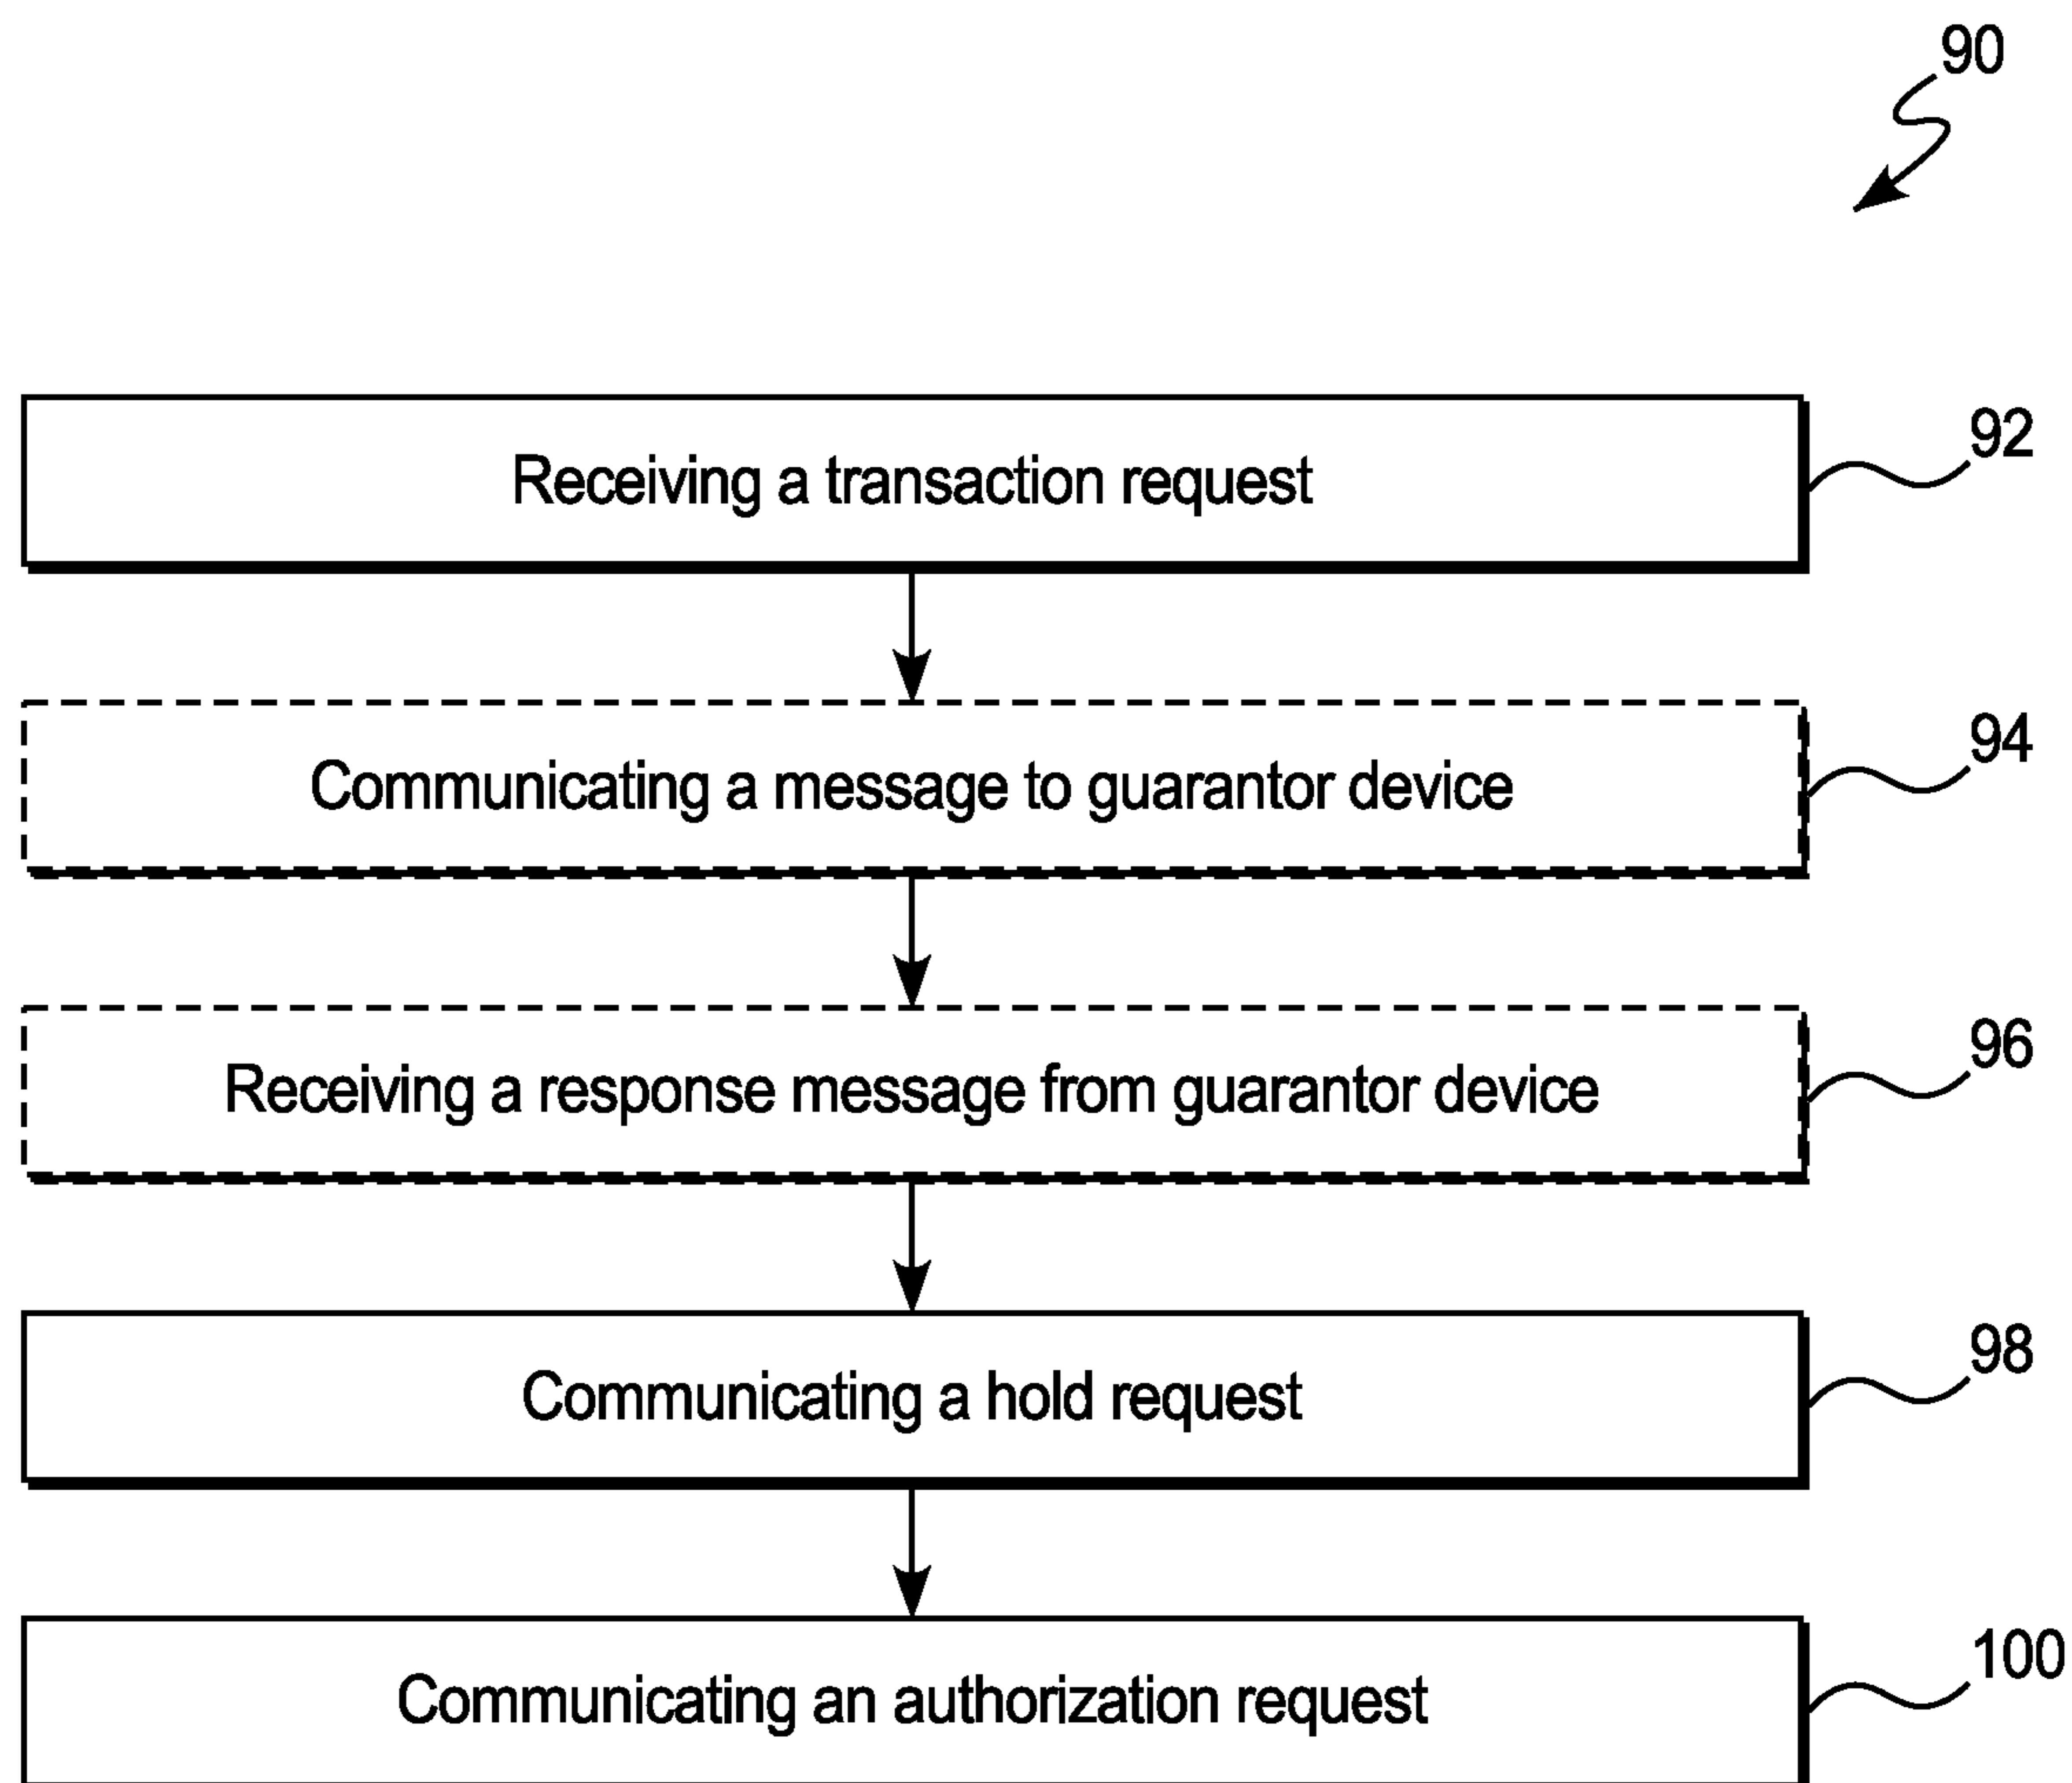 90
Receiving a transaction request
92
Communicating a message to guarantor device
94
Receiving a response message from guarantor device
96
Communicating a hold request
98
Communicating an authorization request
100